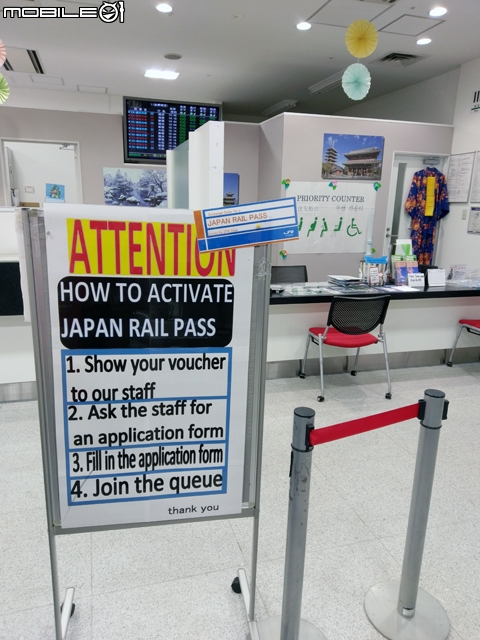 MOBILE01
PRIORITY COUNTER
JAPAN RAIL PASS
ATTENTION
HOW TO ACTIVATE
JAPAN RAIL PASS
1. Show your voucher
to our staff
2. Ask the staff for
an application form
3. Fill in the application form
4. Join the queue
thank you